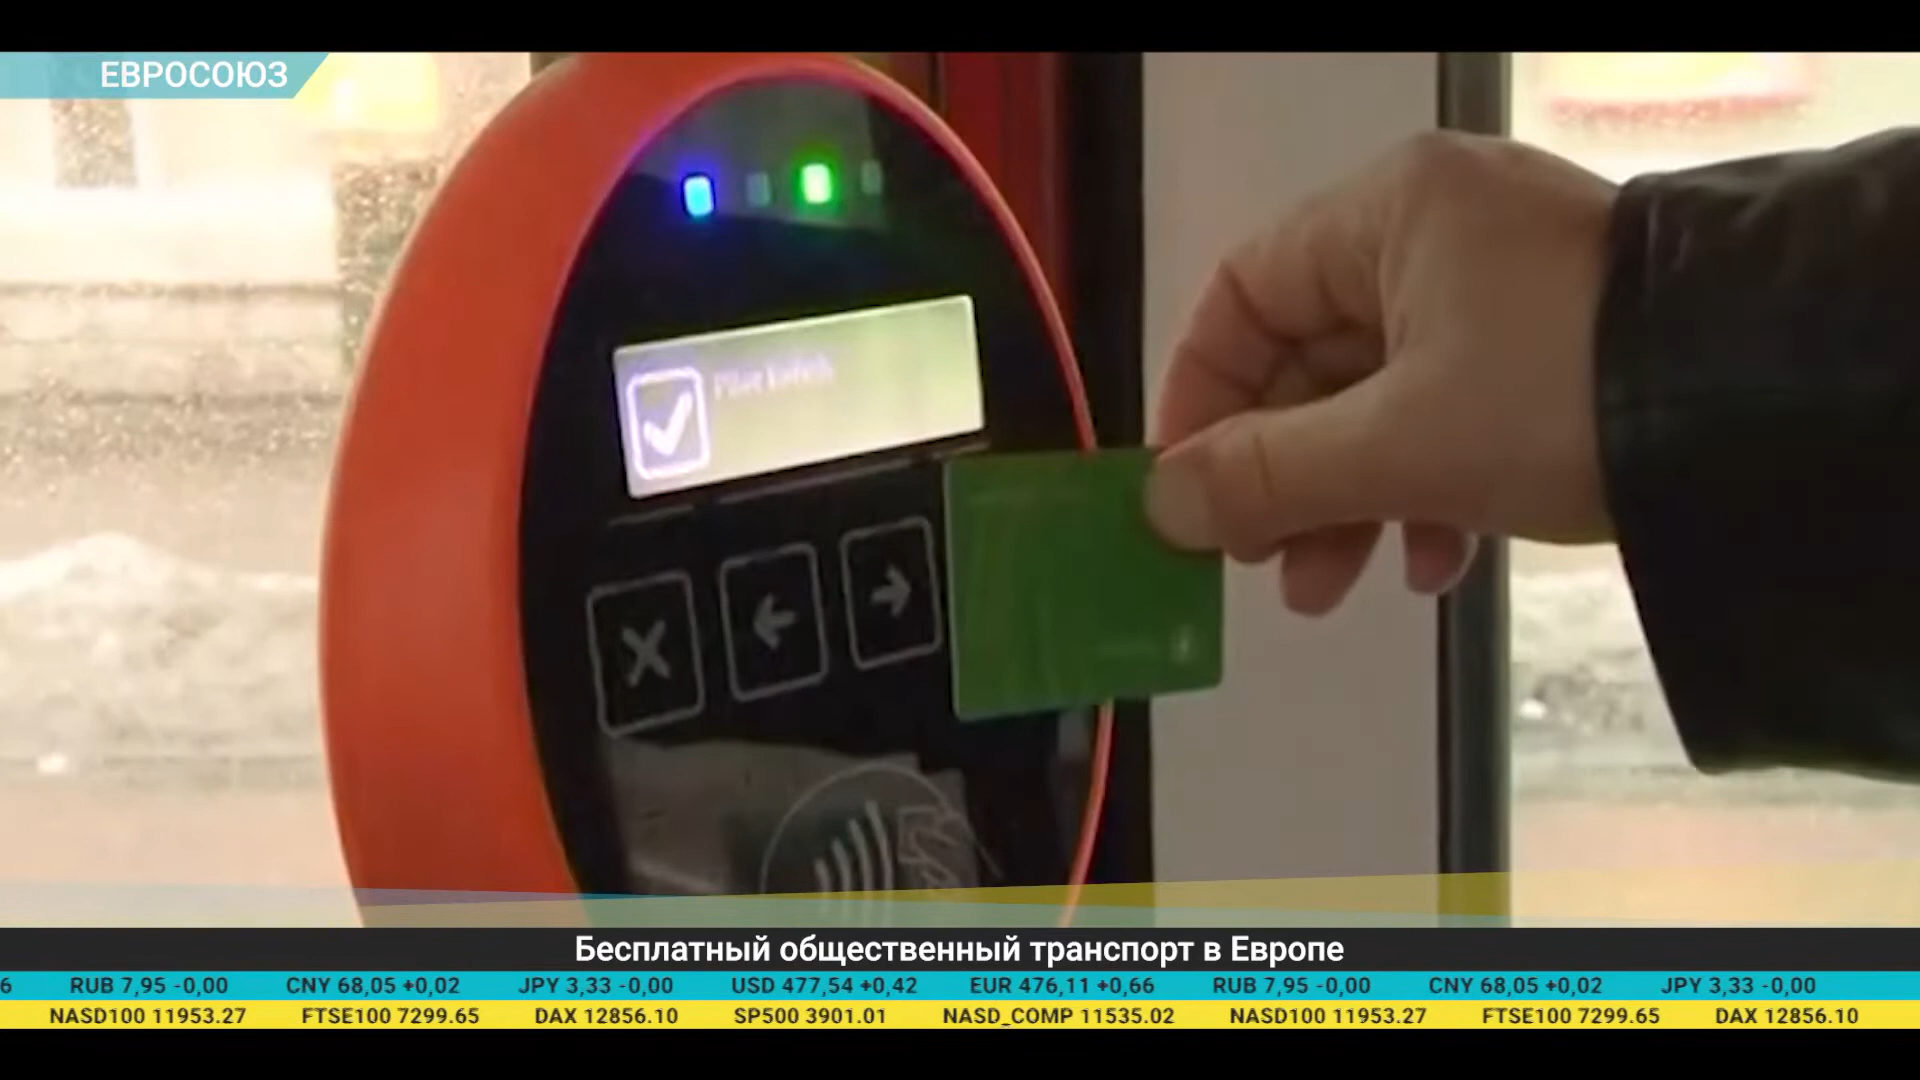 ЕВРОСОЮЗ
Бесплатный общественный транспорт в Европе
6 RUB 7,95 -0,00 CNY 68,05 +0,02 JPY 3,33 -0,00 USD 477,54 +0,42 EUR 476,11 +0,66 RUB 7,95 -0,00 CNY 68,05 +0,02 JPY 3,33 -0,00
NASD100 11953.27 FTSE100 7299.65 DAX 12856.10 SP500 3901.01 NASD_COMP 11535.02 NASD100 11953.27 FTSE100 7299.65 DAX 12856.10